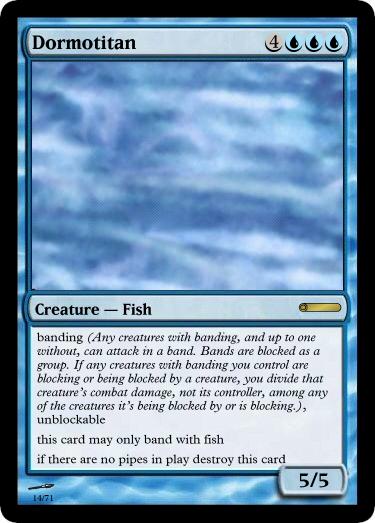 Dormotitan 4
Creature — Fish
banding (Any creatures with banding, and up to one
without, can attack in a band. Bands are blocked as a
group. If any creatures with banding you control are
blocking or being blocked by a creature, you divide that
creature's combat damage, not its controller, among any
of the creatures it's being blocked by or is blocking.),
unblockable
this card may only band with fish
if there are no pipes in play destroy this card
5/5
14/71